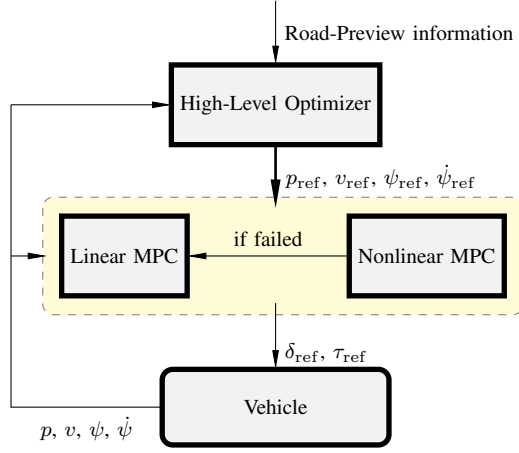 Road-Preview information
High-Level Optimizer
p_ref, v_ref, ψ_ref, ψ̇_ref
Linear MPC
if failed
Nonlinear MPC
δ_ref, τ_ref
Vehicle
p, v, ψ, ψ̇